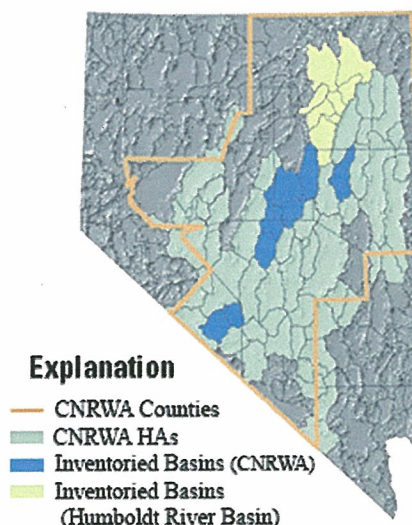 Explanation
CNRWA Counties
CNRWA HAs
Inventoried Basins (CNRWA)
Inventoried Basins
(Humboldt River Basin)